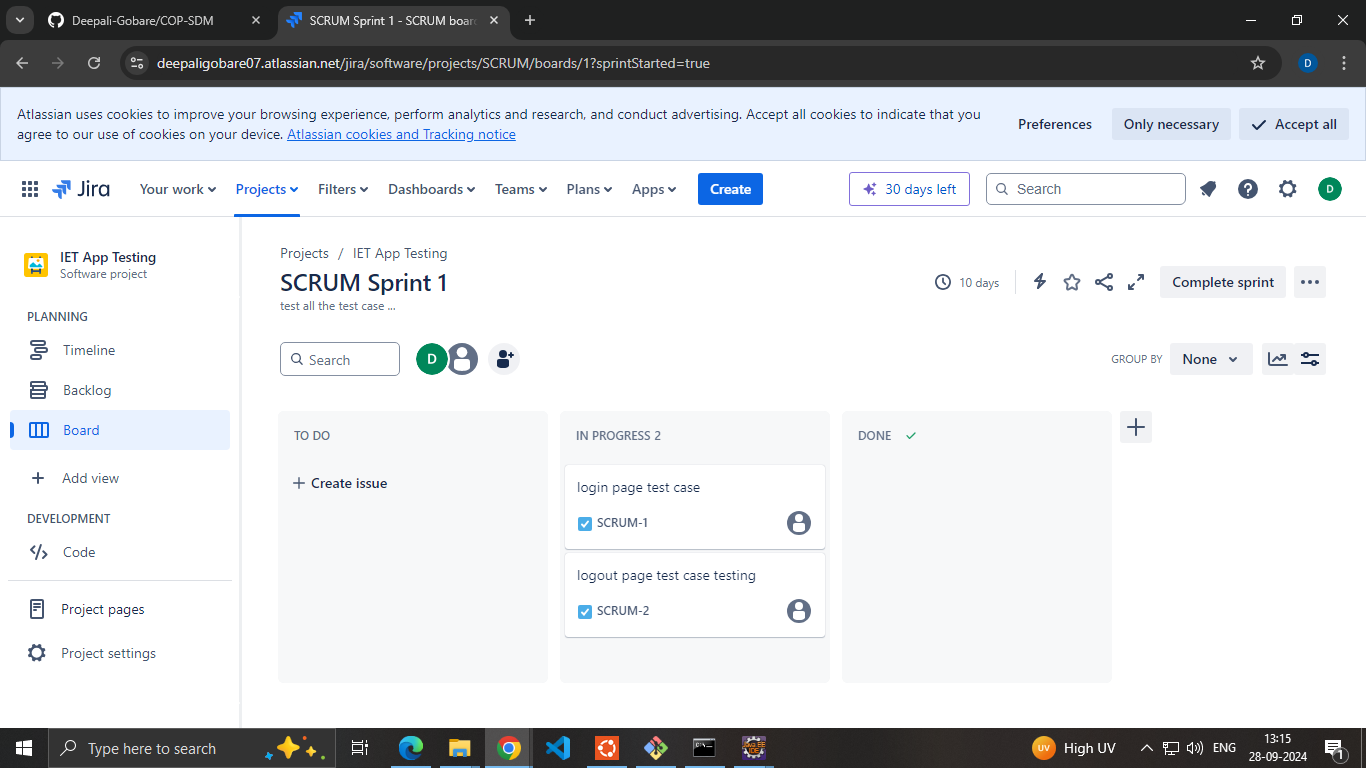 Deepali-Gobare/COP-SDM
SCRUM Sprint 1 - SCRUM board
deepaligobare07.atlassian.net/jira/software/projects/SCRUM/boards/1?sprintStarted=true
D
Atlassian uses cookies to improve your browsing experience, perform analytics and research, and conduct advertising. Accept all cookies to indicate that you
agree to our use of cookies on your device. Atlassian cookies and Tracking notice
Preferences
Only necessary
Accept all
Jira
Your work
Projects
Filters
Dashboards
Teams
Plans
Apps
Create
30 days left
Search
D
IET App Testing
Software project
PLANNING
Timeline
Backlog
Board
Add view
DEVELOPMENT
Code
Project pages
Project settings
Projects / IET App Testing
SCRUM Sprint 1
test all the test case ...
10 days
Complete sprint
Search
D
GROUP BY
None
TO DO
Create issue
IN PROGRESS 2
login page test case
SCRUM-1
logout page test case testing
SCRUM-2
DONE
Type here to search
UV
High UV
ENG
13:15
28-09-2024
1